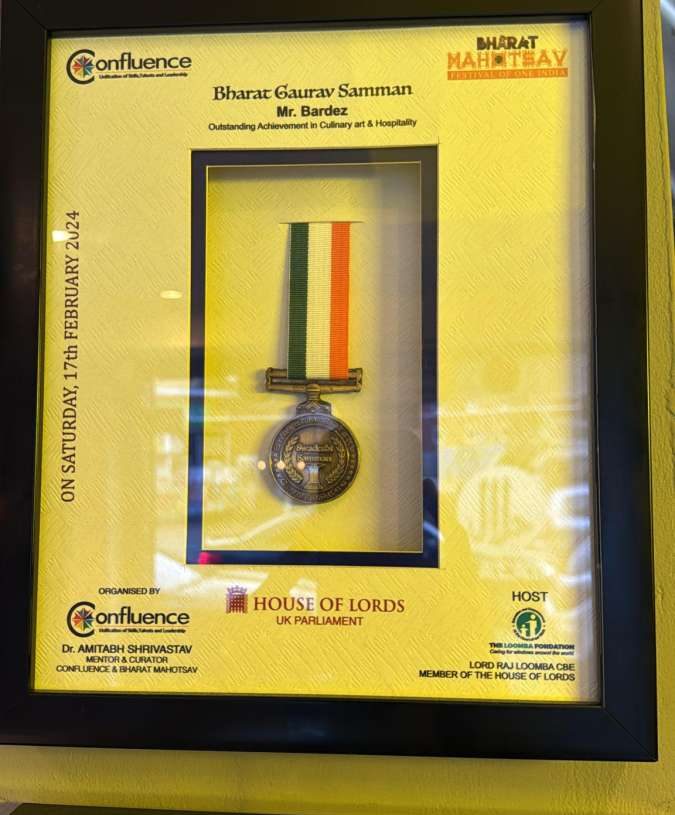 Confluence
Unification of Skills,Talents and Leadership
BHARAT
MAHOTSAV
FESTIVAL OF ONE INDIA
Bharat Gaurav Samman
Mr. Bardez
Outstanding Achievement in Culinary art & Hospitality
ON SATURDAY, 17th FEBRUARY 2024
Swadeshi
Samman
ORGANISED BY
Confluence
Unification of Skills,Talents and Leadership
Dr. AMITABH SHRIVASTAV
MENTOR & CURATOR
CONFLUENCE & BHARAT MAHOTSAV
HOUSE OF LORDS
UK PARLIAMENT
HOST
THE LOOMBA FONDATION
Caring for widows around the world
LORD RAJ LOOMBA CBE
MEMBER OF THE HOUSE OF LORDS